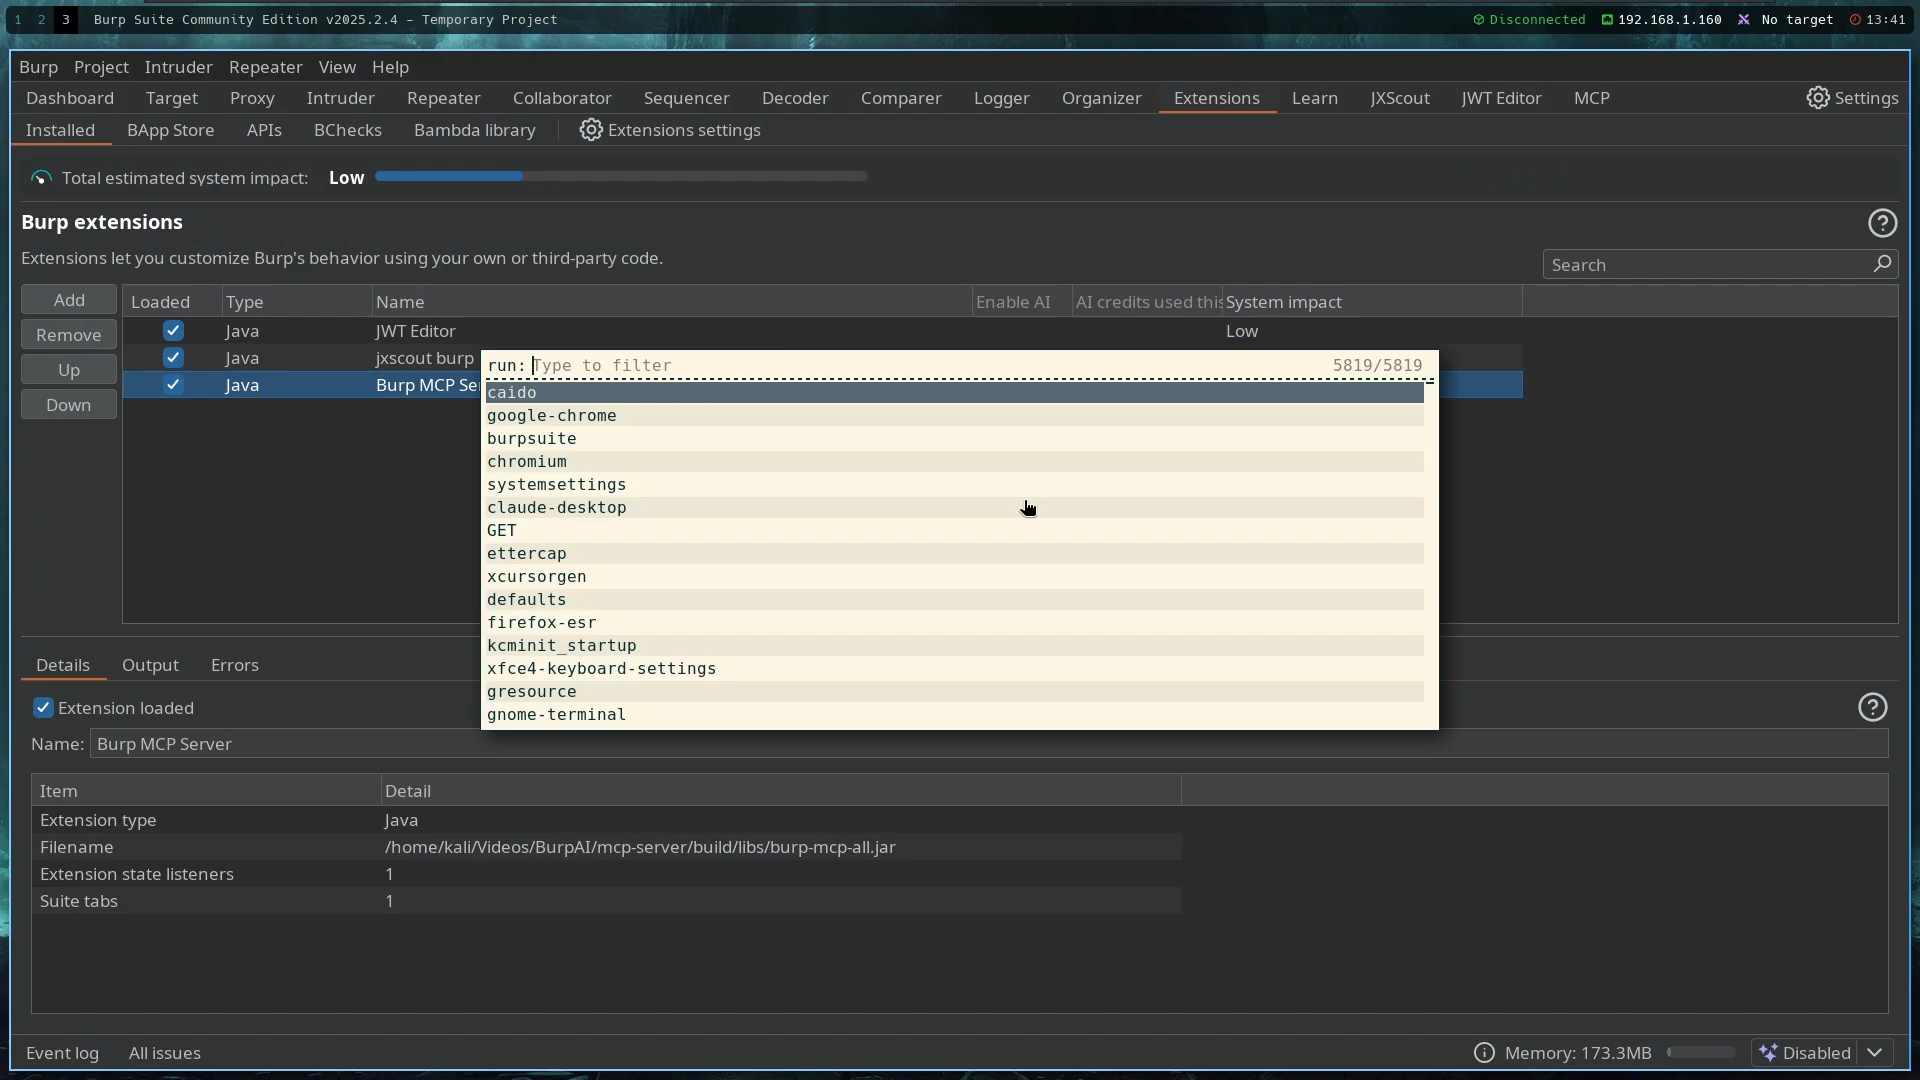 1 2 3 Burp Suite Community Edition v2025.2.4 - Temporary Project Disconnected 192.168.1.160 No target 13:41
Burp Project Intruder Repeater View Help
Dashboard Target Proxy Intruder Repeater Collaborator Sequencer Decoder Comparer Logger Organizer Extensions Learn JXScout JWT Editor MCP Settings
Installed BApp Store APIs BChecks Bambda library Extensions settings
Total estimated system impact: Low
Burp extensions
Extensions let you customize Burp's behavior using your own or third-party code.
Search
Add
Remove
Up
Down
Loaded Type Name Enable AI AI credits used this System impact
Java JWT Editor Low
Java jxscout burp
Java Burp MCP Se
run: Type to filter 5819/5819
caido
google-chrome
burpsuite
chromium
systemsettings
claude-desktop
GET
ettercap
xcursorgen
defaults
firefox-esr
kcminit_startup
xfce4-keyboard-settings
gresource
gnome-terminal
Details Output Errors
Extension loaded
Name: Burp MCP Server
Item Detail
Extension type Java
Filename /home/kali/Videos/BurpAI/mcp-server/build/libs/burp-mcp-all.jar
Extension state listeners 1
Suite tabs 1
Event log All issues Memory: 173.3MB Disabled